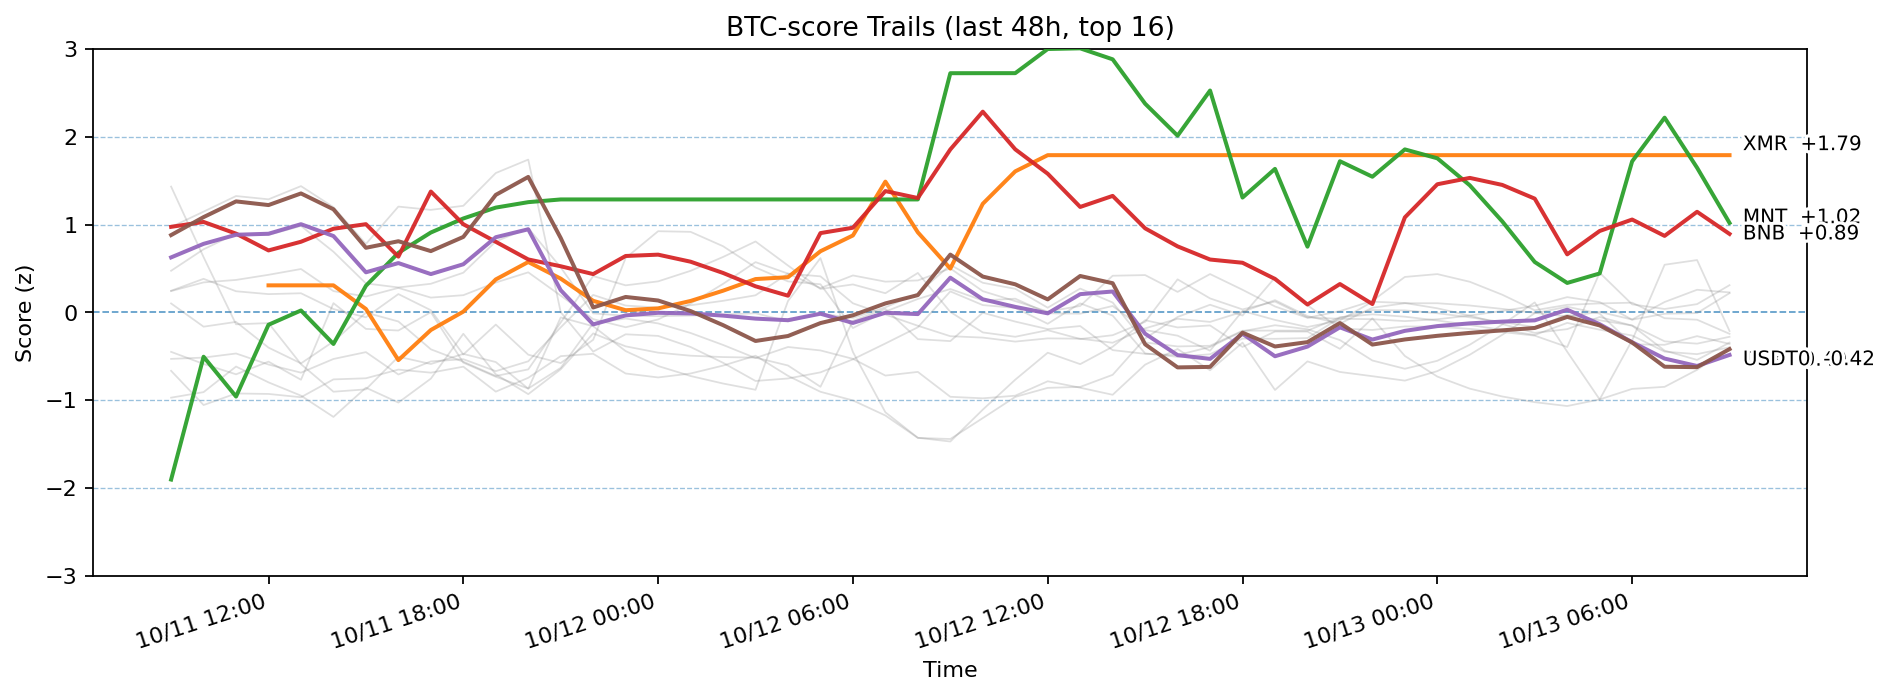 BTC-score Trails (last 48h, top 16)
Score (z)
3
2
1
0
−1
−2
−3
XMR +1.79
MNT +1.02
BNB +0.89
USDT0
-0.42
10/11 12:00
10/11 18:00
10/12 00:00
10/12 06:00
10/12 12:00
10/12 18:00
10/13 00:00
10/13 06:00
Time